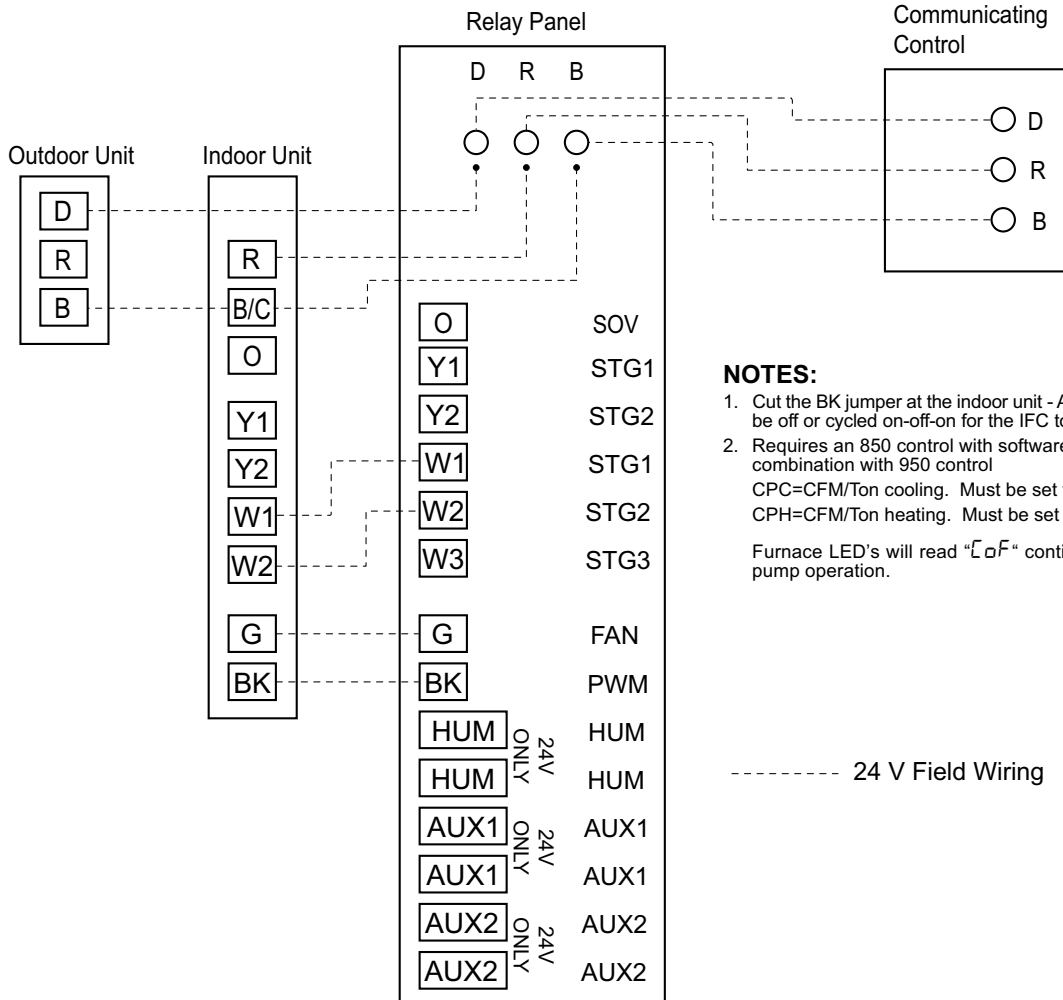 Relay Panel
Communicating
Control
D R B
D
R
B
Outdoor Unit
D
R
B
Indoor Unit
R
B/C
O
Y1
Y2
W1
W2
G
BK
O SOV
Y1 STG1
Y2 STG2
W1 STG1
W2 STG2
W3 STG3
G FAN
BK PWM
HUM HUM
24V
ONLY
HUM HUM
AUX1 AUX1
24V
ONLY
AUX1 AUX1
AUX2 AUX2
24V
ONLY
AUX2 AUX2
NOTES:
1. Cut the BK jumper at the indoor unit - A
be off or cycled on-off-on for the IFC to
2. Requires an 850 control with software
combination with 950 control
CPC=CFM/Ton cooling. Must be set
CPH=CFM/Ton heating. Must be set
Furnace LED's will read “CoF“ conti
pump operation.
24 V Field Wiring